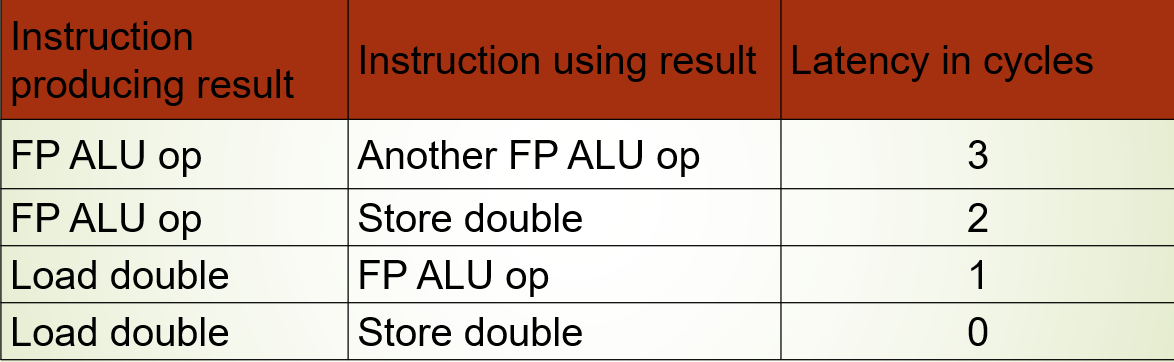 Instruction
producing result
Instruction using result
Latency in cycles
FP ALU op
Another FP ALU op
3
FP ALU op
Store double
2
Load double
FP ALU op
1
Load double
Store double
0